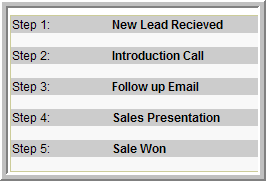 Step 1: New Lead Recieved
Step 2: Introduction Call
Step 3: Follow up Email
Step 4: Sales Presentation
Step 5: Sale Won